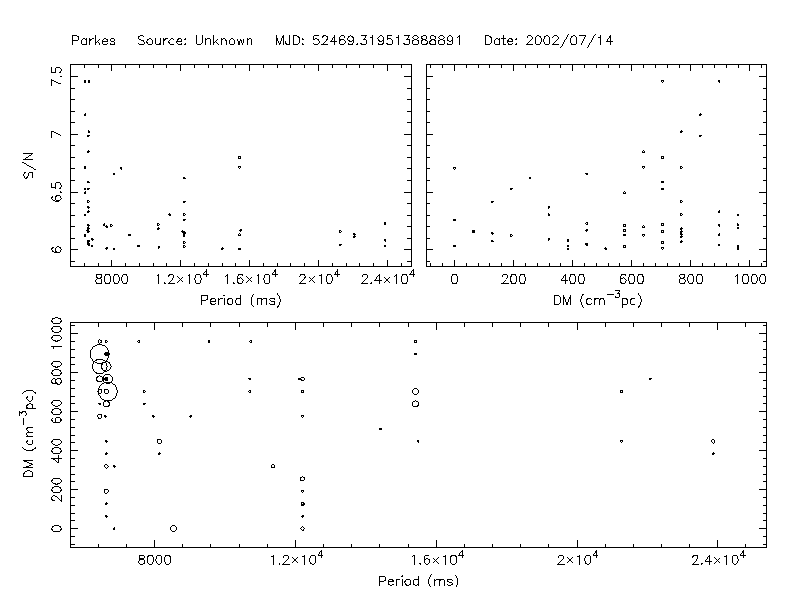 Parkes Source: Unknown MJD: 52469.319513888891 Date: 2002/07/14
7.5
7
6.5
6
S/N
8000 1.2×10⁴ 1.6×10⁴ 2×10⁴ 2.4×10⁴
Period (ms)
0 200 400 600 800 1000
DM (cm⁻³pc)
1000
800
600
400
200
0
DM (cm⁻³pc)
8000 1.2×10⁴ 1.6×10⁴ 2×10⁴ 2.4×10⁴
Period (ms)